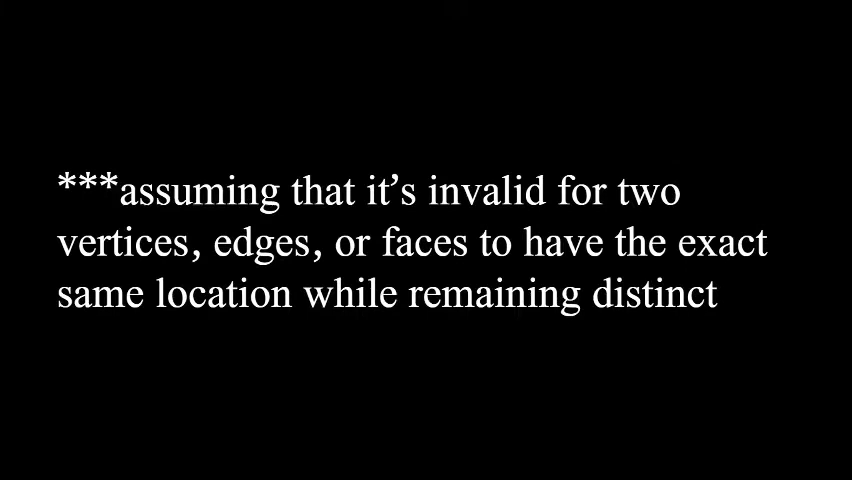 ***assuming that it’s invalid for two
vertices, edges, or faces to have the exact
same location while remaining distinct